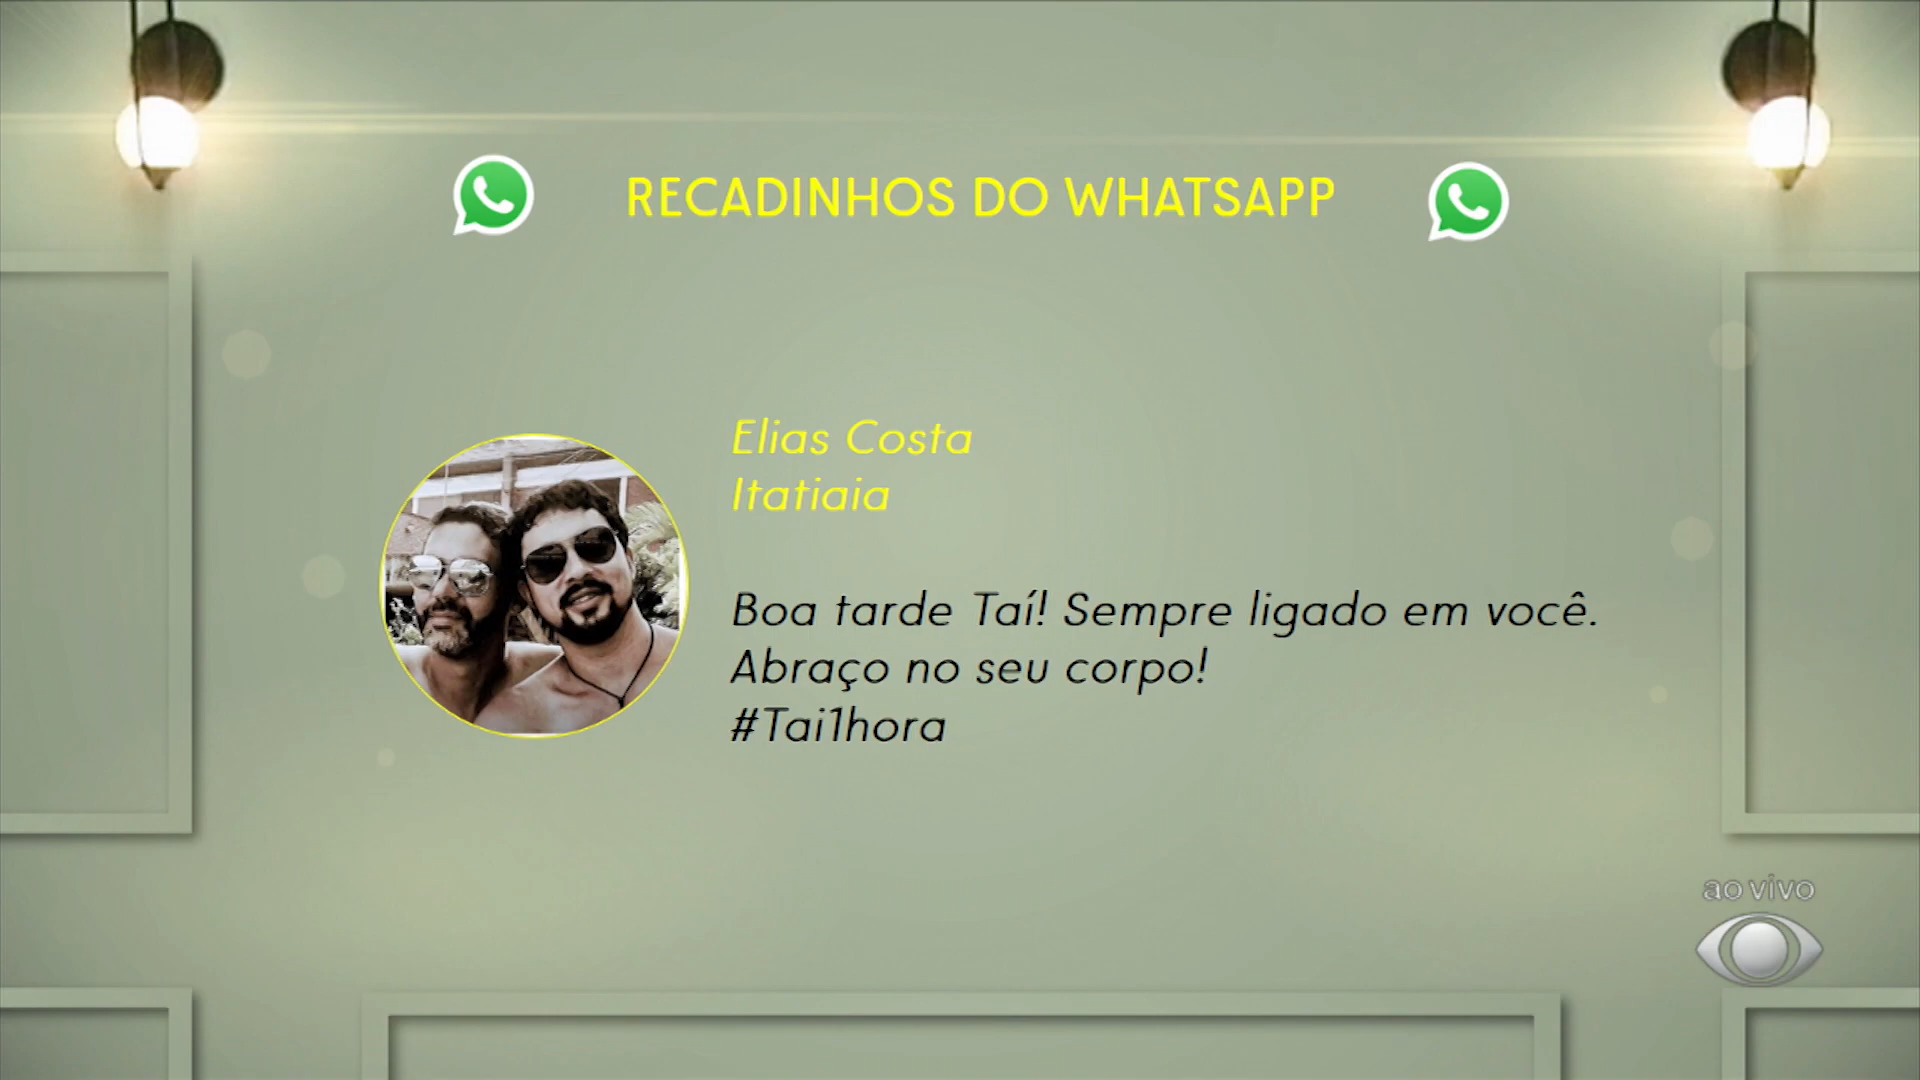 RECADINHOS DO WHATSAPP
Elias Costa
Itatiaia
Boa tarde Taí! Sempre ligado em você.
Abraço no seu corpo!
#Tai1hora
ao vivo